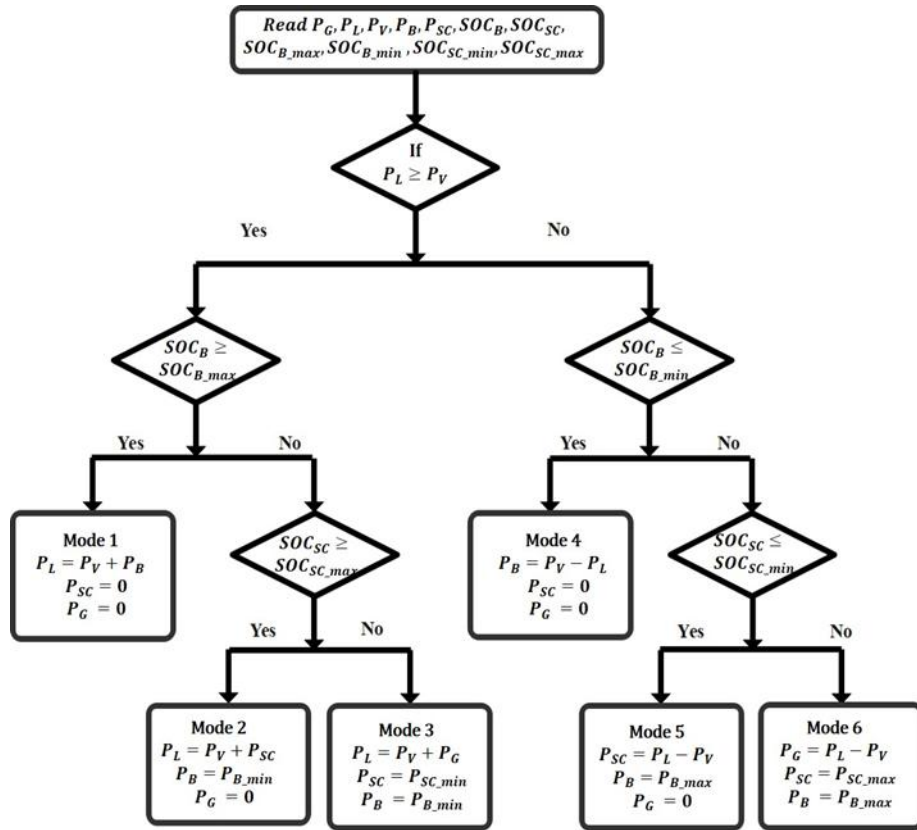 Read P_G, P_L, P_V, P_B, P_SC, SOC_B, SOC_SC,
SOC_B_max, SOC_B_min , SOC_SC_min, SOC_SC_max
If
P_L ≥ P_V
Yes
No
SOC_B ≥
SOC_B_max
SOC_B ≤
SOC_B_min
Yes
No
Yes
No
Mode 1
P_L = P_V + P_B
P_SC = 0
P_G = 0
SOC_SC ≥
SOC_SC_max
Mode 4
P_B = P_V − P_L
P_SC = 0
P_G = 0
SOC_SC ≤
SOC_SC_min
Yes
No
Yes
No
Mode 2
P_L = P_V + P_SC
P_B = P_B_min
P_G = 0
Mode 3
P_L = P_V + P_G
P_SC = P_SC_min
P_B = P_B_min
Mode 5
P_SC = P_L − P_V
P_B = P_B_max
P_G = 0
Mode 6
P_G = P_L − P_V
P_SC = P_SC_max
P_B = P_B_max